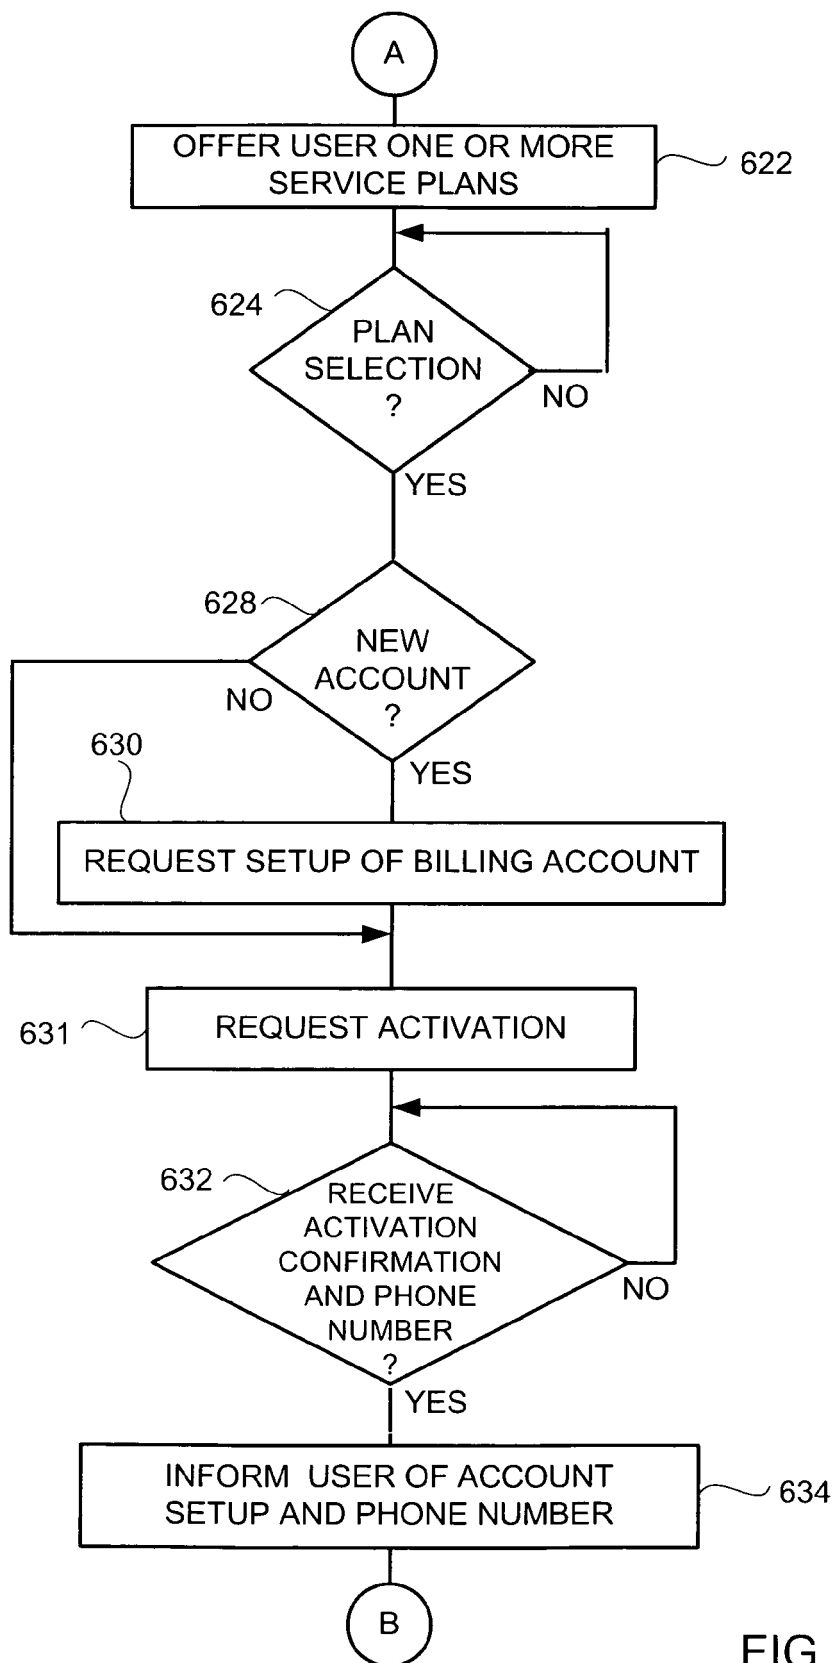 A
OFFER USER ONE OR MORE
SERVICE PLANS
622
624
PLAN
SELECTION
?
NO
YES
628
NEW
ACCOUNT
?
NO
YES
630
REQUEST SETUP OF BILLING ACCOUNT
631
REQUEST ACTIVATION
632
RECEIVE
ACTIVATION
CONFIRMATION
AND PHONE
NUMBER
?
NO
YES
INFORM USER OF ACCOUNT
SETUP AND PHONE NUMBER
634
B
FIG